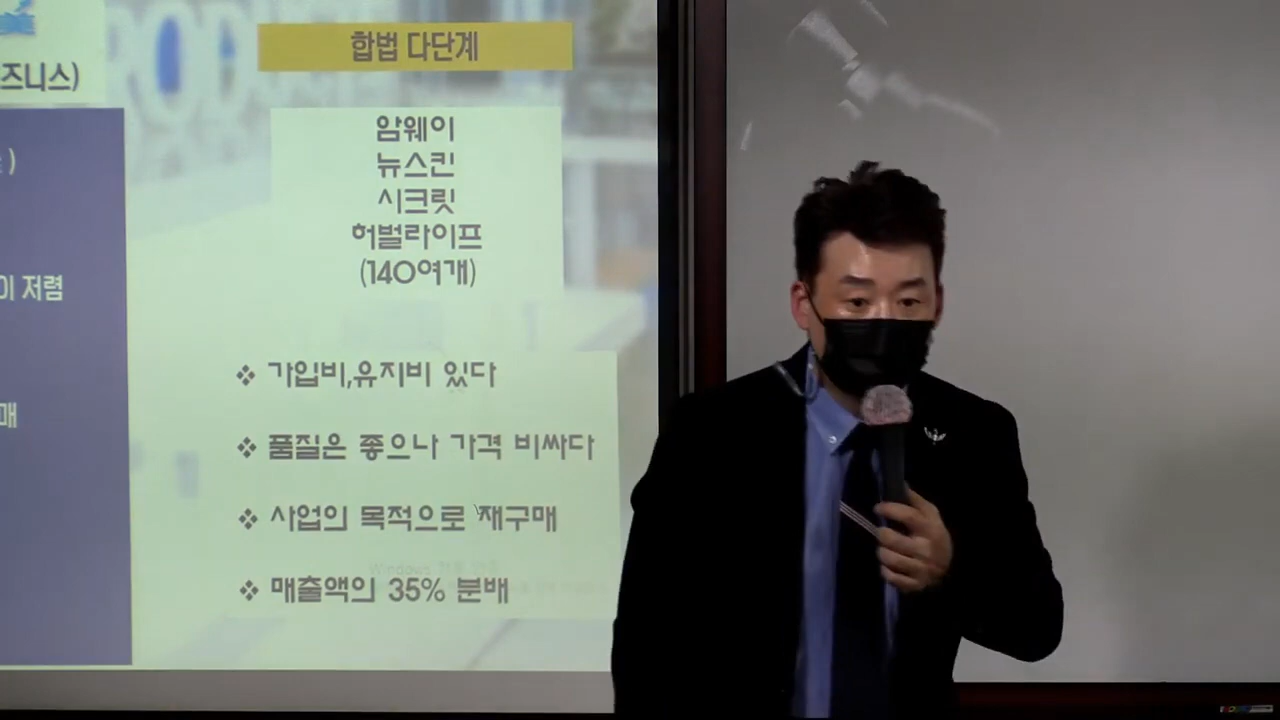 美
즈니스)
)
이 저렴
매
합법 다단계
암웨이
뉴스킨
시크릿
허벌라이프
(140여개)
❖ 가입비,유지비 있다
❖ 품질은 좋으나 가격 비싸다
❖ 사업의 목적으로 재구매
❖ 매출액의 35% 분배